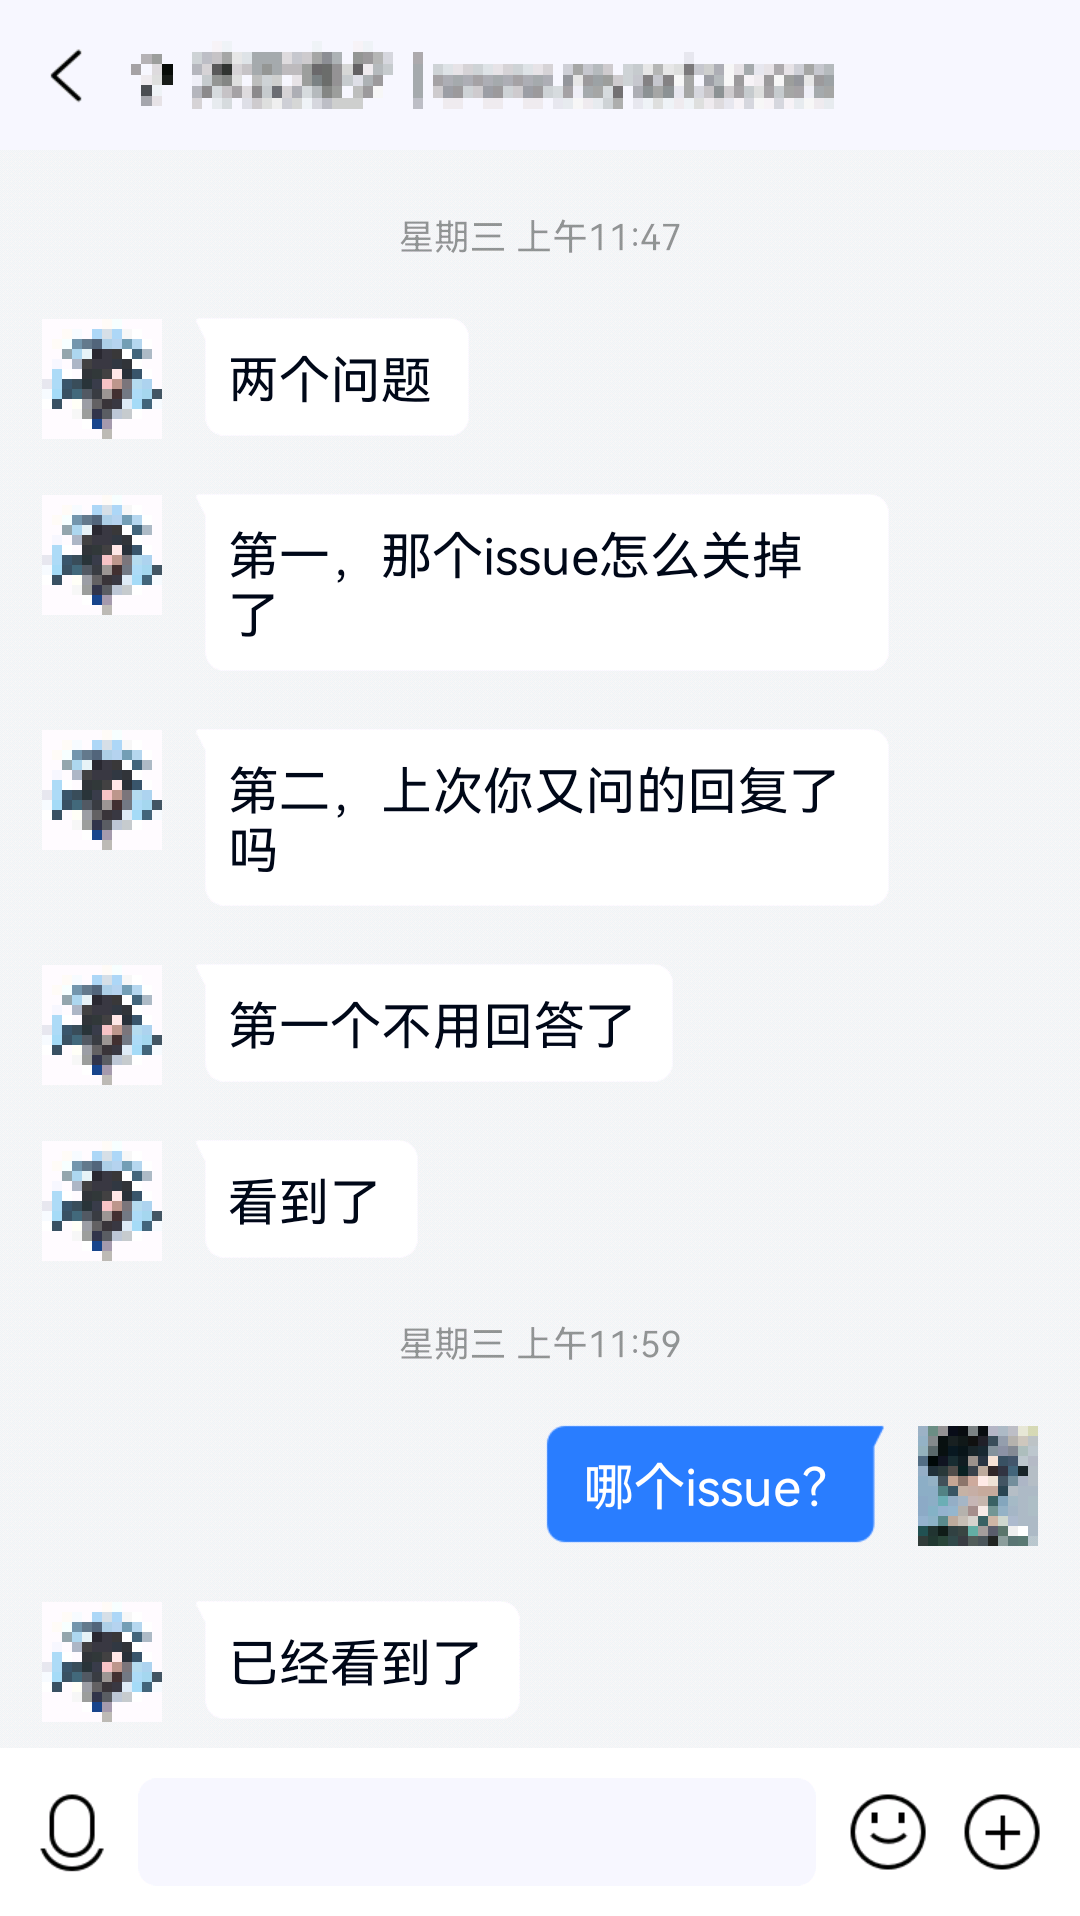 星期三 上午11:47
两个问题
第一，那个issue怎么关掉
了
第二，上次你又问的回复了
吗
第一个不用回答了
看到了
星期三 上午11:59
哪个issue？
已经看到了